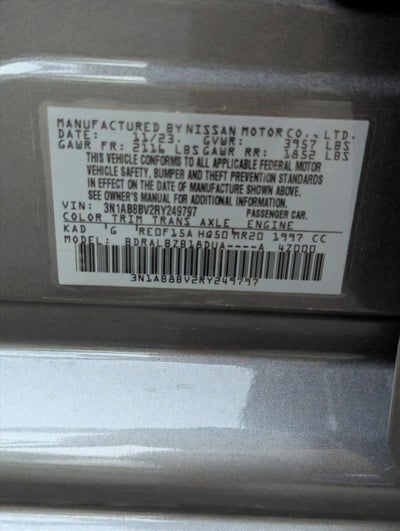 MANUFACTURED BY NISSAN MOTOR CO., LTD.
DATE: 11/23 GVWR: 3957 LBS
GAWR FR: 2116 LBS GAWR RR: 1852 LBS
THIS VEHICLE CONFORMS TO ALL APPLICABLE FEDERAL MOTOR
VEHICLE SAFETY, BUMPER AND THEFT PREVENTION STANDARDS
IN EFFECT ON THE DATE OF MANUFACTURE SHOWN ABOVE.
SEE OWNER'S MANUAL FOR ADDITIONAL INFORMATION.
VIN: 3N1AB8BV2RY249797 PASSENGER CAR.
COLOR TRIM TRANS AXLE ENGINE
KAD G RE0F15A HQ50 MR20 1997 CC
MODEL: BDRALBZB18DUA----A 4Z000
3N1AB8BV2RY249797